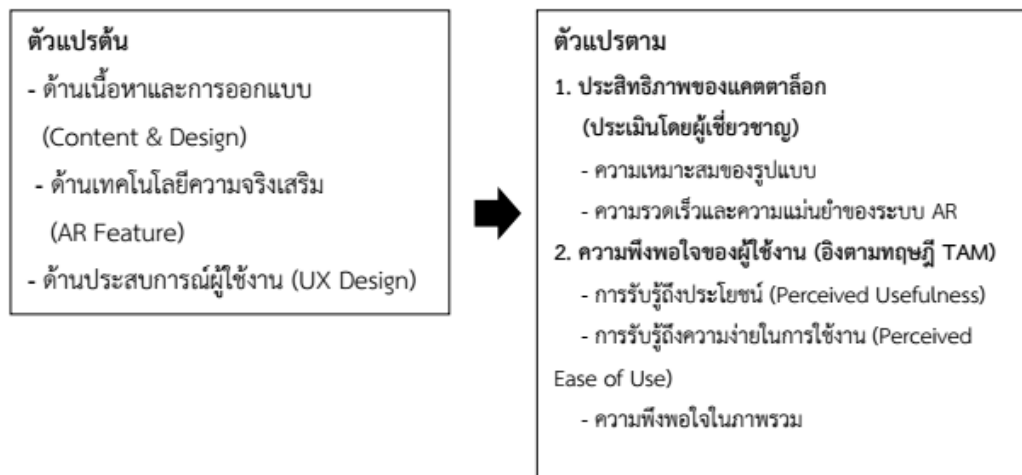 ตัวแปรต้น
- ด้านเนื้อหาและการออกแบบ
(Content & Design)
- ด้านเทคโนโลยีความจริงเสริม
(AR Feature)
- ด้านประสบการณ์ผู้ใช้งาน (UX Design)
ตัวแปรตาม
1. ประสิทธิภาพของแคตตาล็อก
(ประเมินโดยผู้เชี่ยวชาญ)
- ความเหมาะสมของรูปแบบ
- ความรวดเร็วและความแม่นยำของระบบ AR
2. ความพึงพอใจของผู้ใช้งาน (อิงตามทฤษฎี TAM)
- การรับรู้ถึงประโยชน์ (Perceived Usefulness)
- การรับรู้ถึงความง่ายในการใช้งาน (Perceived
Ease of Use)
- ความพึงพอใจในภาพรวม